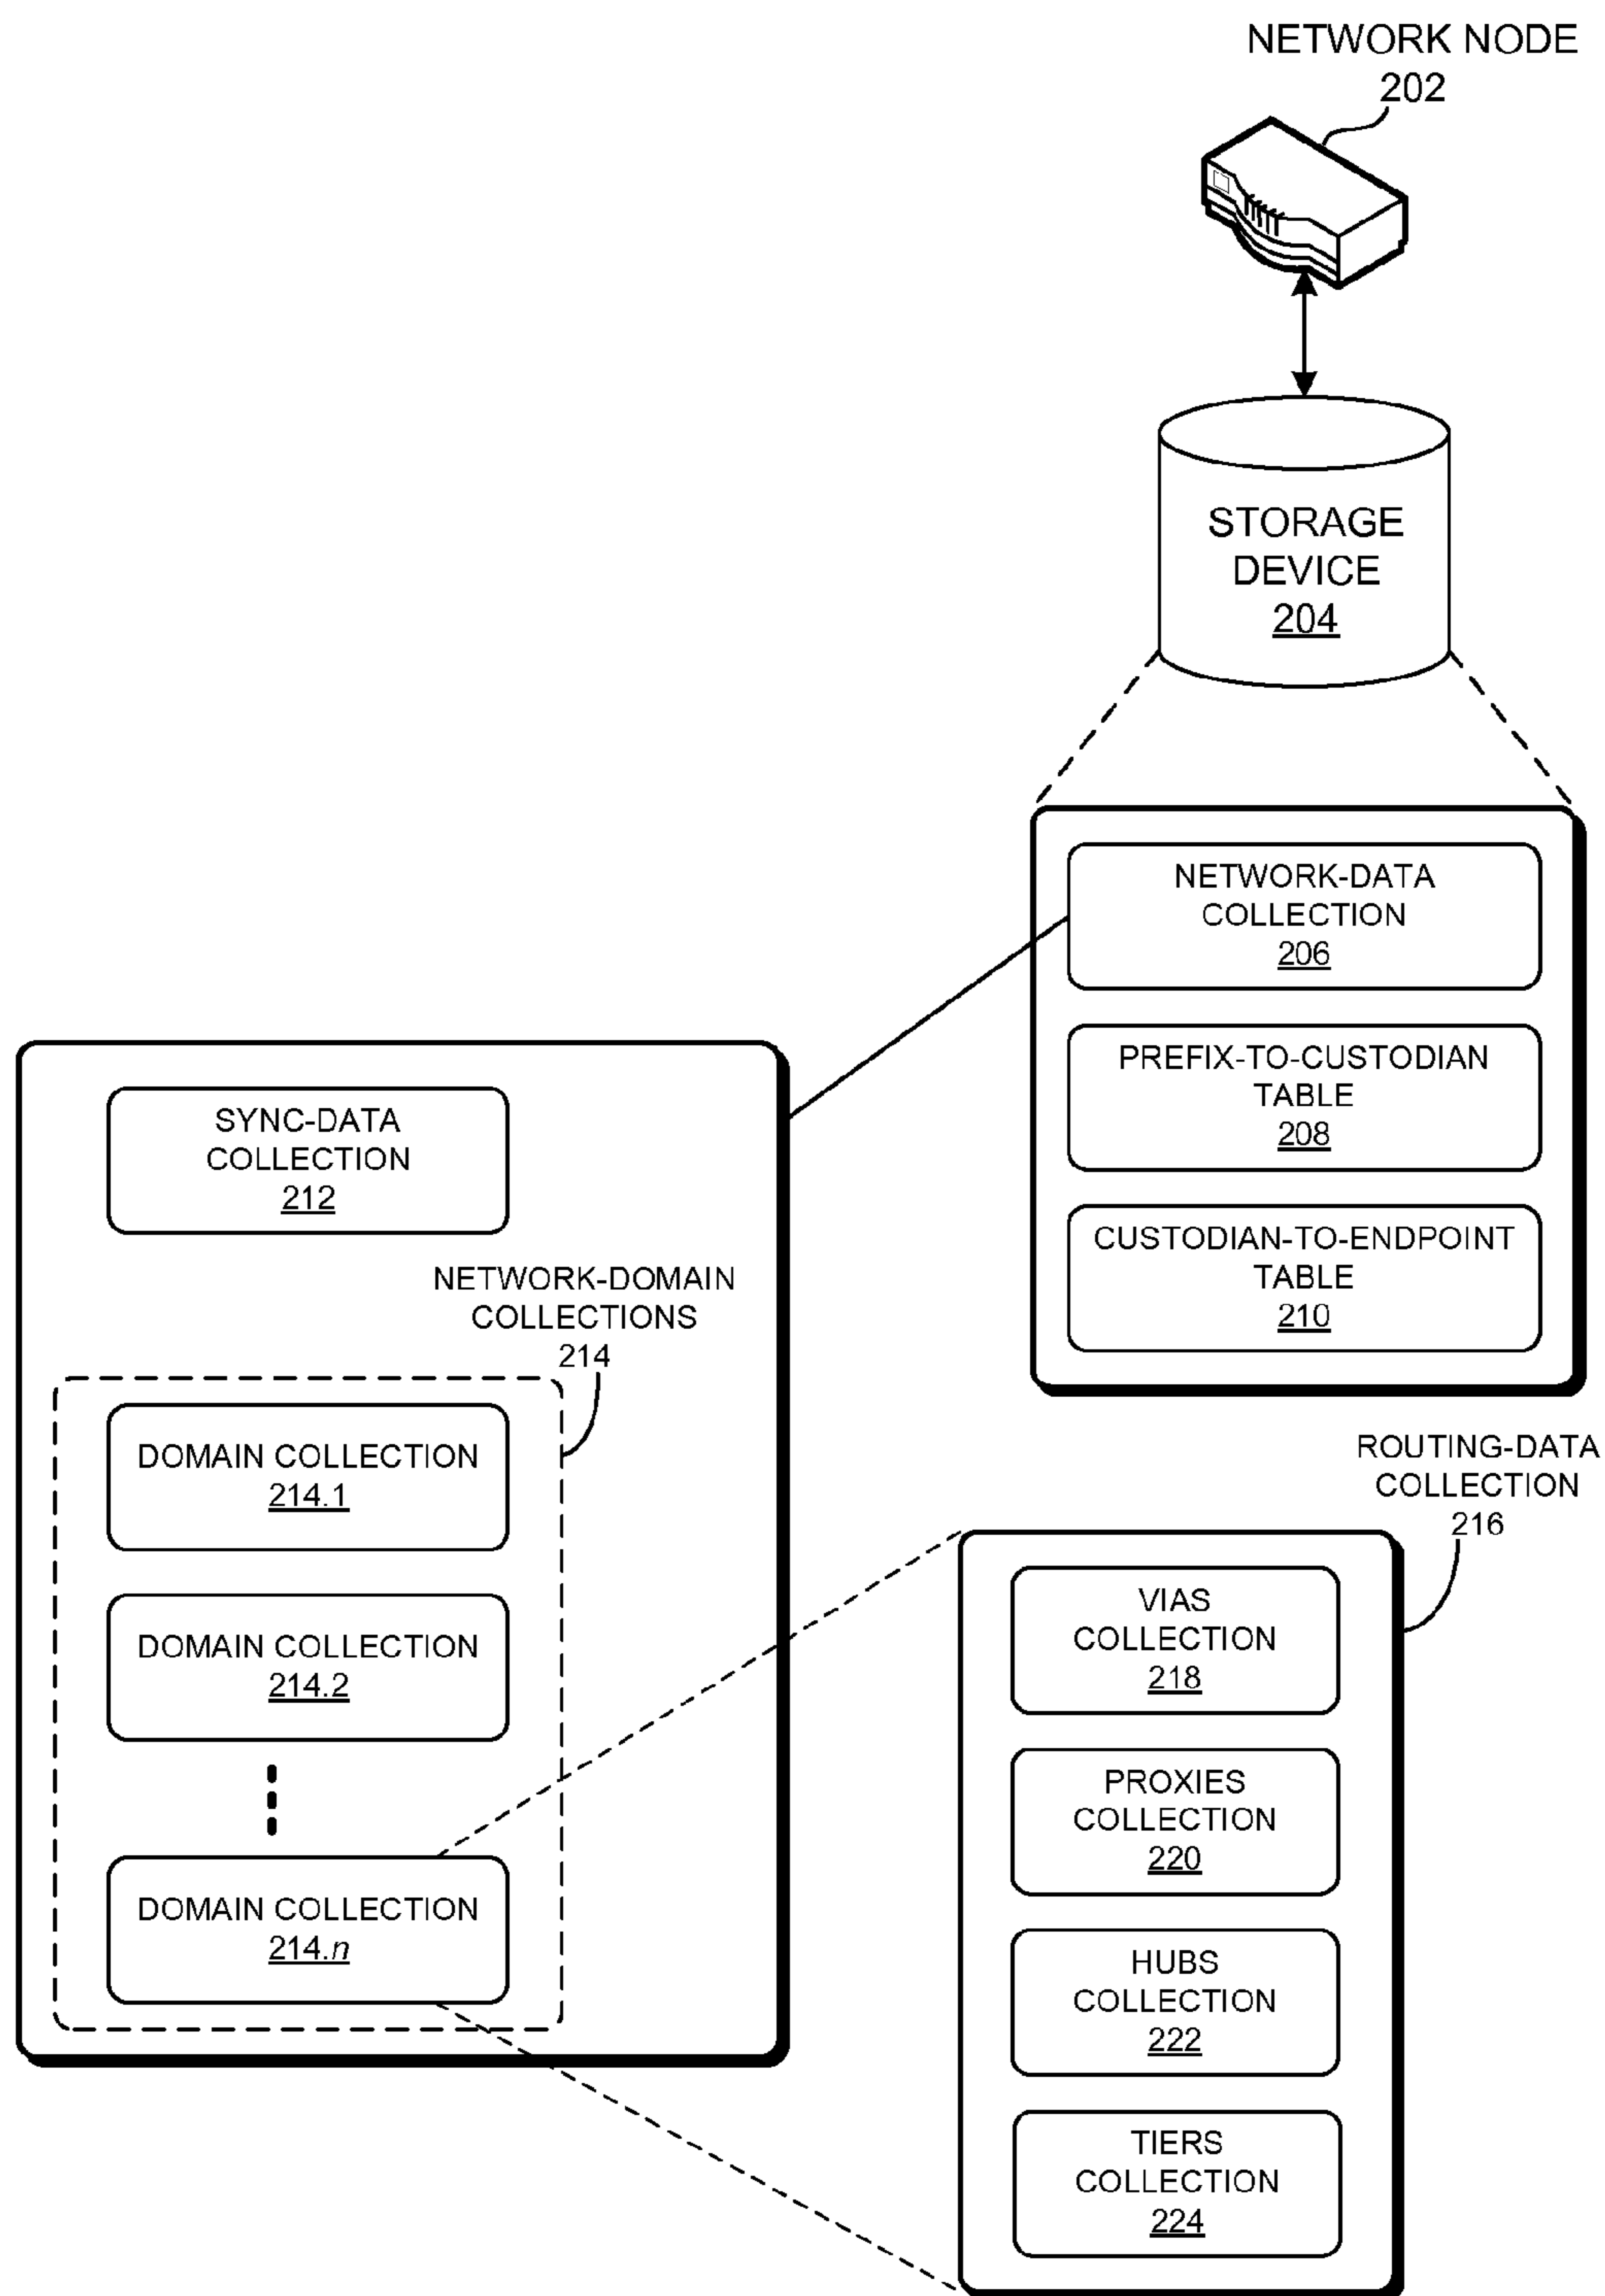 NETWORK NODE
202
STORAGE
DEVICE
204
NETWORK-DATA
COLLECTION
206
PREFIX-TO-CUSTODIAN
TABLE
208
CUSTODIAN-TO-ENDPOINT
TABLE
210
SYNC-DATA
COLLECTION
212
NETWORK-DOMAIN
COLLECTIONS
214
DOMAIN COLLECTION
214.1
DOMAIN COLLECTION
214.2
DOMAIN COLLECTION
214.n
ROUTING-DATA
COLLECTION
216
VIAS
COLLECTION
218
PROXIES
COLLECTION
220
HUBS
COLLECTION
222
TIERS
COLLECTION
224